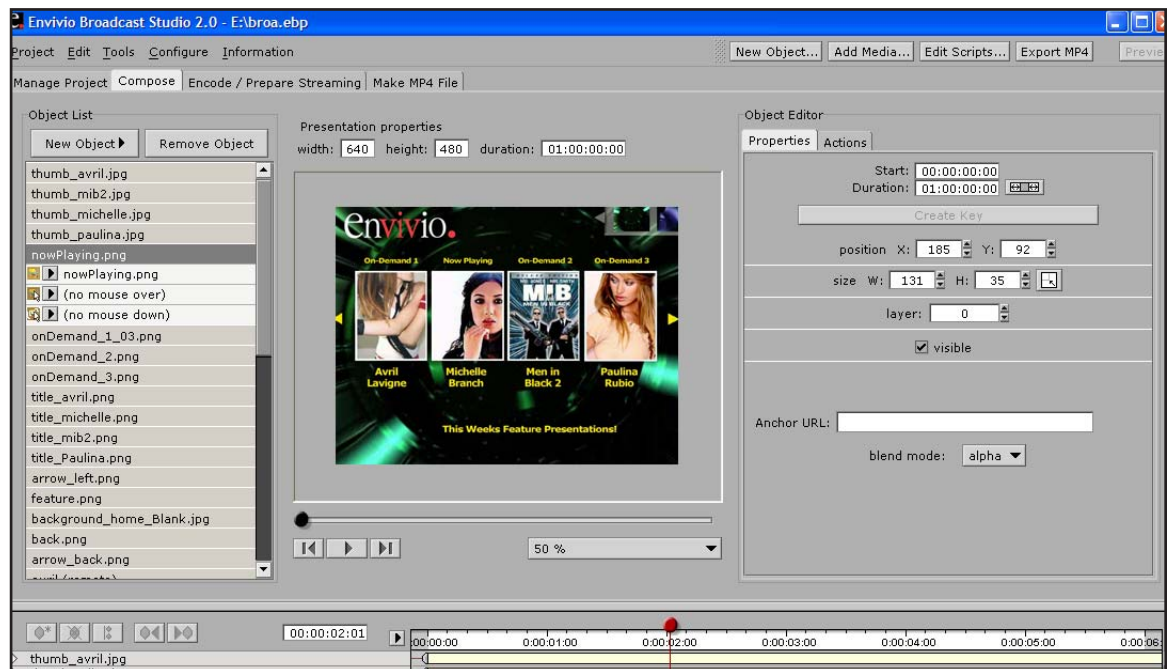 Envivio Broadcast Studio 2.0 - E:\broa.ebp
Project Edit Tools Configure Information
New Object... Add Media... Edit Scripts... Export MP4 Previe
Manage Project Compose Encode / Prepare Streaming Make MP4 File
Object List
New Object Remove Object
thumb_avril.jpg
thumb_mib2.jpg
thumb_michelle.jpg
thumb_paulina.jpg
nowPlaying.png
nowPlaying.png
(no mouse over)
(no mouse down)
onDemand_1_03.png
onDemand_2.png
onDemand_3.png
title_avril.png
title_michelle.png
title_mib2.png
title_Paulina.png
arrow_left.png
feature.png
background_home_Blank.jpg
back.png
arrow_back.png
Presentation properties
width: 640 height: 480 duration: 01:00:00:00
envivio.
On-Demand 1 Now Playing On-Demand 2 On-Demand 3
MIB
MEN IN BLACK
Avril Lavigne
Michelle Branch
Men in Black 2
Paulina Rubio
This Weeks Feature Presentations!
50 %
Object Editor
Properties Actions
Start: 00:00:00:00
Duration: 01:00:00:00
Create Key
position X: 185 Y: 92
size W: 131 H: 35
layer: 0
visible
Anchor URL:
blend mode: alpha
00:00:02:01
:00:00:00 0:00:01:00 0:00:02:00 0:00:03:00 0:00:04:00 0:00:05:00 0:00:06:
thumb_avril.jpg